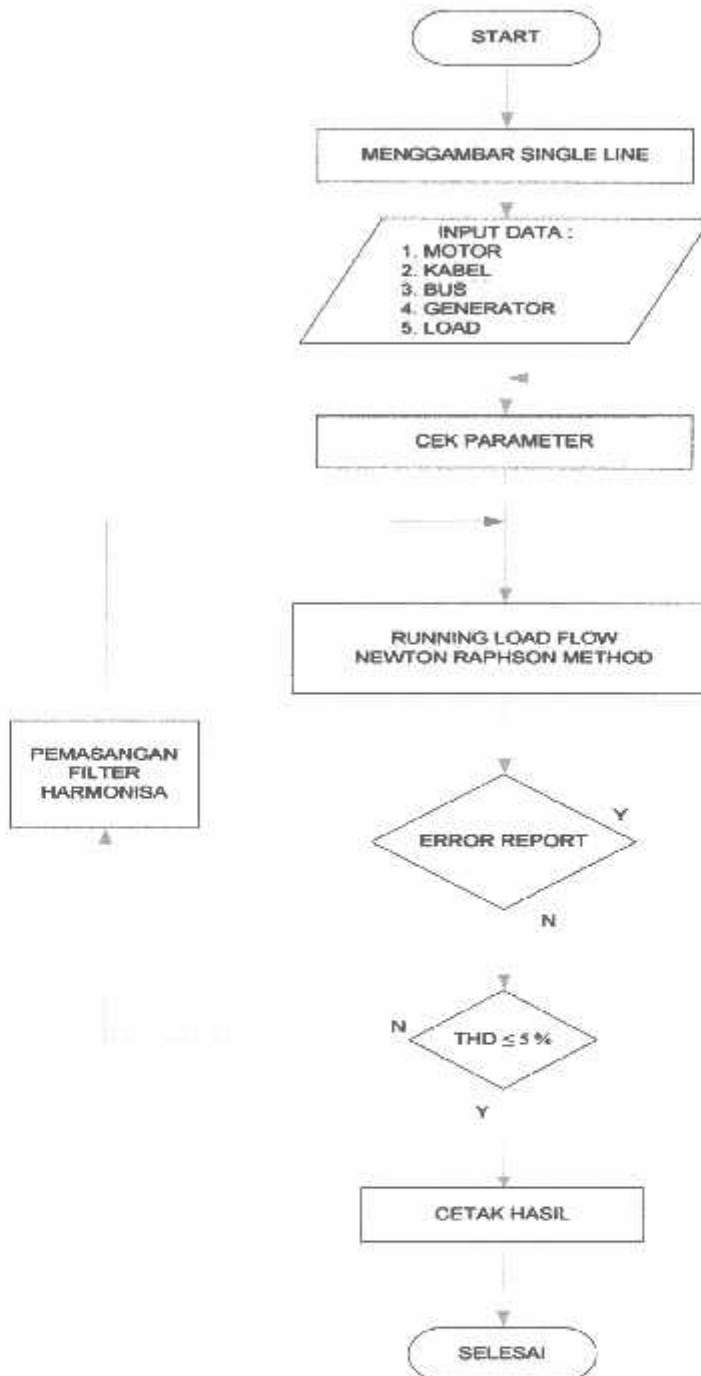 START
MENGGAMBAR SINGLE LINE
INPUT DATA :
1. MOTOR
2. KABEL
3. BUS
4. GENERATOR
5. LOAD
CEK PARAMETER
RUNNING LOAD FLOW
NEWTON RAPHSON METHOD
PEMASANGAN
FILTER
HARMONISA
ERROR REPORT
Y
N
THD ≤ 5 %
N
Y
CETAK HASIL
SELESAI